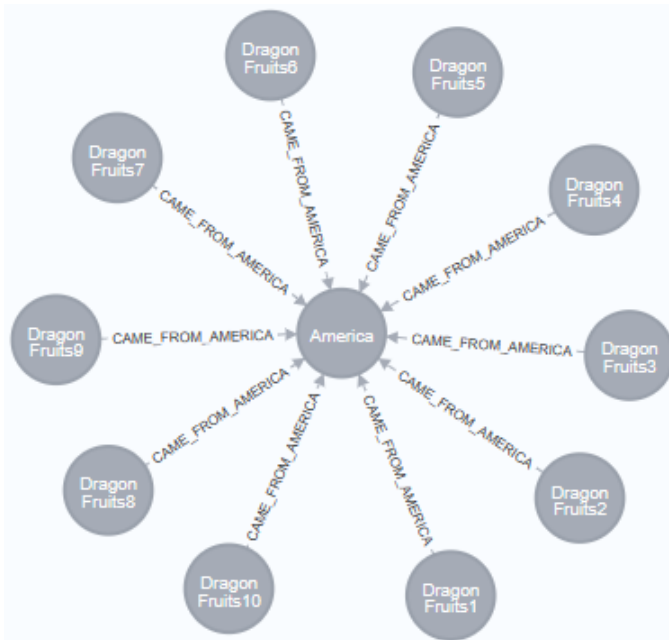 Dragon
Fruits6
Dragon
Fruits5
Dragon
Fruits7
Dragon
Fruits4
CAME_FROM_AMERICA
CAME_FROM_AMERICA
CAME_FROM_AMERICA
CAME_FROM_AMERICA
Dragon
Fruits9
CAME_FROM_AMERICA
America
CAME_FROM_AMERICA
Dragon
Fruits3
CAME_FROM_AMERICA
CAME_FROM_AMERICA
CAME_FROM_AMERICA
CAME_FROM_AMERICA
Dragon
Fruits8
Dragon
Fruits2
Dragon
Fruits10
Dragon
Fruits1